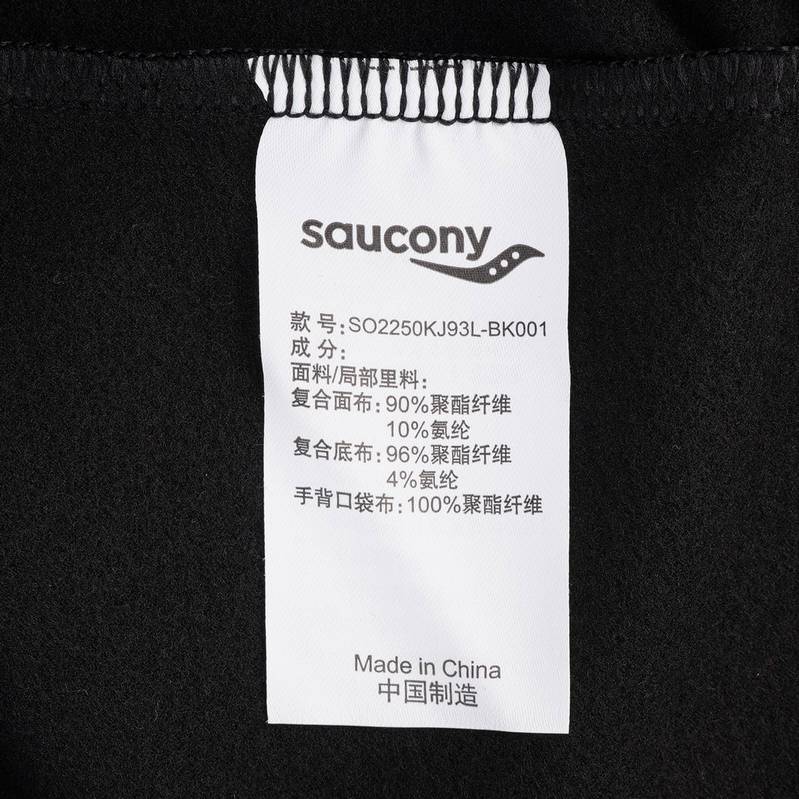 saucony
款号:SO2250KJ93L-BK001
成分:
面料/局部里料:
复合面布:90%聚酯纤维
10%氨纶
复合底布:96%聚酯纤维
4%氨纶
手背口袋布:100%聚酯纤维
Made in China
中国制造